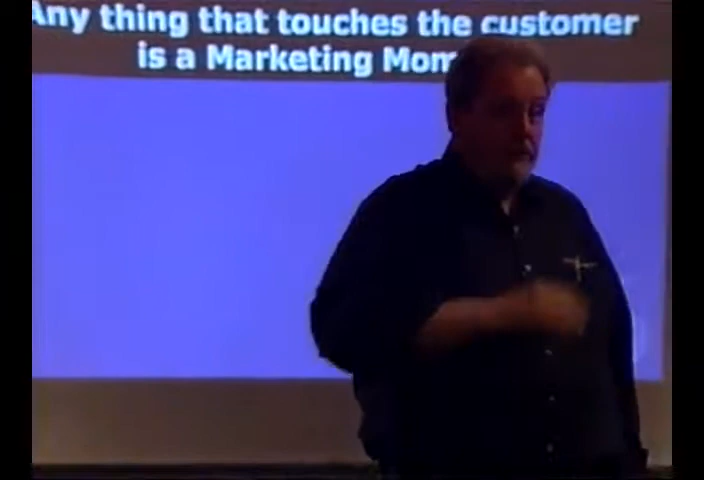 Any thing that touches the customer
is a Marketing Mom